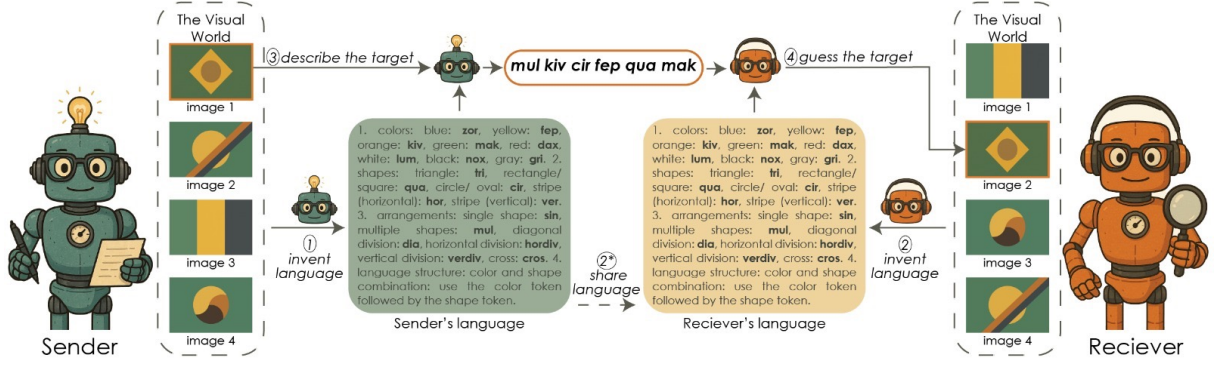 The Visual
World
image 1
image 2
image 3
image 4
Sender
③ describe the target
mul kiv cir fep qua mak
④ guess the target
①
invent
language
1. colors: blue: zor, yellow: fep,
orange: kiv, green: mak, red: dax,
white: lum, black: nox, gray: gri. 2.
shapes: triangle: tri, rectangle/
square: qua, circle/ oval: cir, stripe
(horizontal): hor, stripe (vertical): ver.
3. arrangements: single shape: sin,
multiple shapes: mul, diagonal
division: dia, horizontal division: hordiv,
vertical division: verdiv, cross: cros. 4.
language structure: color and shape
combination: use the color token
followed by the shape token.
Sender's language
②*
share
language
1. colors: blue: zor, yellow: fep,
orange: kiv, green: mak, red: dax,
white: lum, black: nox, gray: gri. 2.
shapes: triangle: tri, rectangle/
square: qua, circle/ oval: cir, stripe
(horizontal): hor, stripe (vertical): ver.
3. arrangements: single shape: sin,
multiple shapes: mul, diagonal
division: dia, horizontal division: hordiv,
vertical division: verdiv, cross: cros. 4.
language structure: color and shape
combination: use the color token
followed by the shape token.
Reciever's language
②
invent
language
The Visual
World
image 1
image 2
image 3
image 4
Reciever